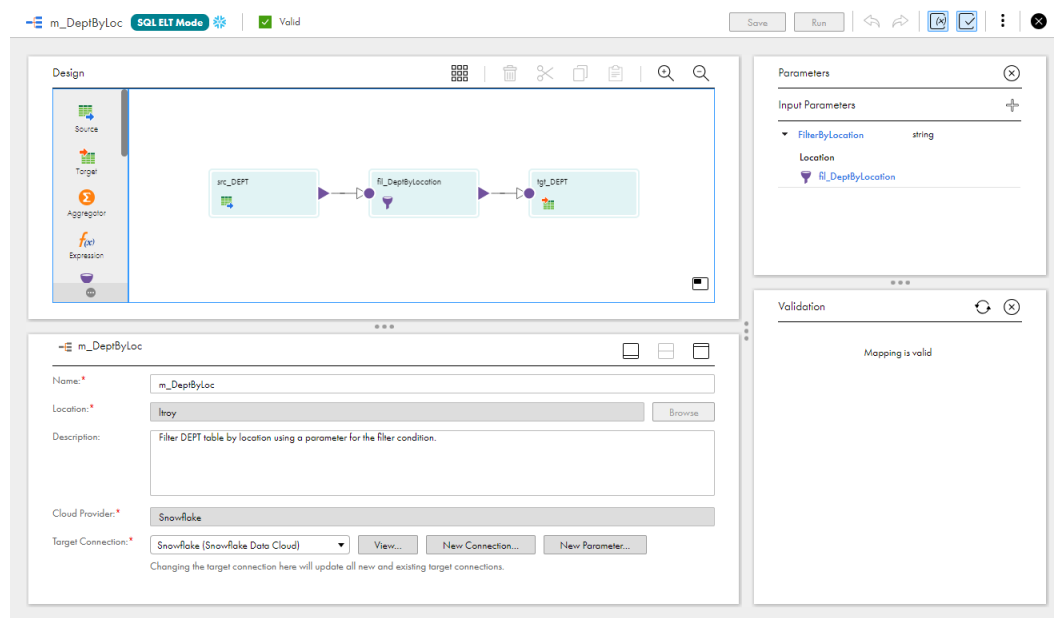 m_DeptByLoc SQL ELT Mode Valid Save Run
Design
Source
Target
Aggregator
f(x)
Expression
src_DEPT
fil_DeptByLocation
tgt_DEPT
Parameters
Input Parameters
FilterByLocation string
Location
fil_DeptByLocation
Validation
Mapping is valid
m_DeptByLoc
Name:* m_DeptByLoc
Location:* ltroy Browse
Description: Filter DEPT table by location using a parameter for the filter condition.
Cloud Provider:* Snowflake
Target Connection:* Snowflake (Snowflake Data Cloud) View... New Connection... New Parameter...
Changing the target connection here will update all new and existing target connections.